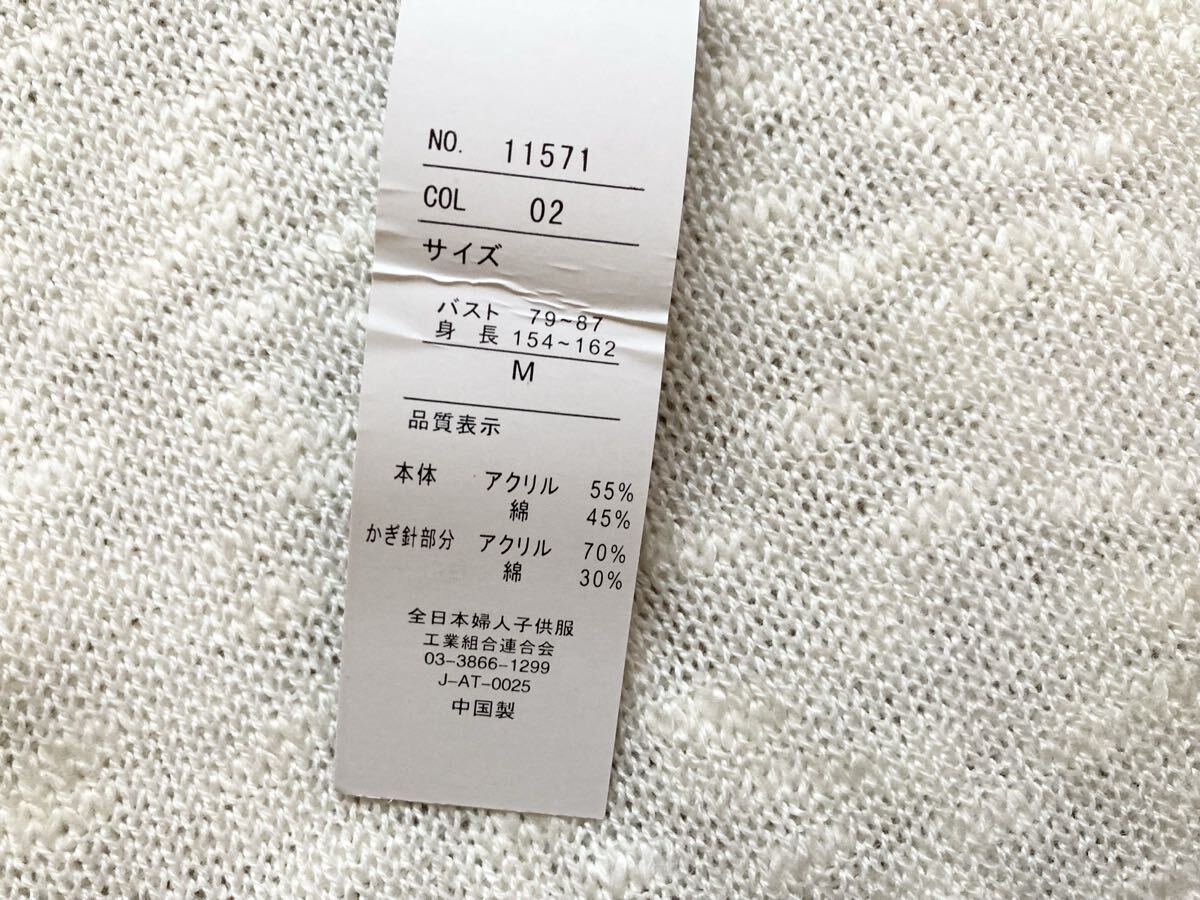 NO. 11571
COL 02
サイズ
バスト 79~87
身長 154~162
M
品質表示
本体 アクリル 55%
綿 45%
かぎ針部分 アクリル 70%
綿 30%
全日本婦人子供服
工業組合連合会
03-3866-1299
J-AT-0025
中国製